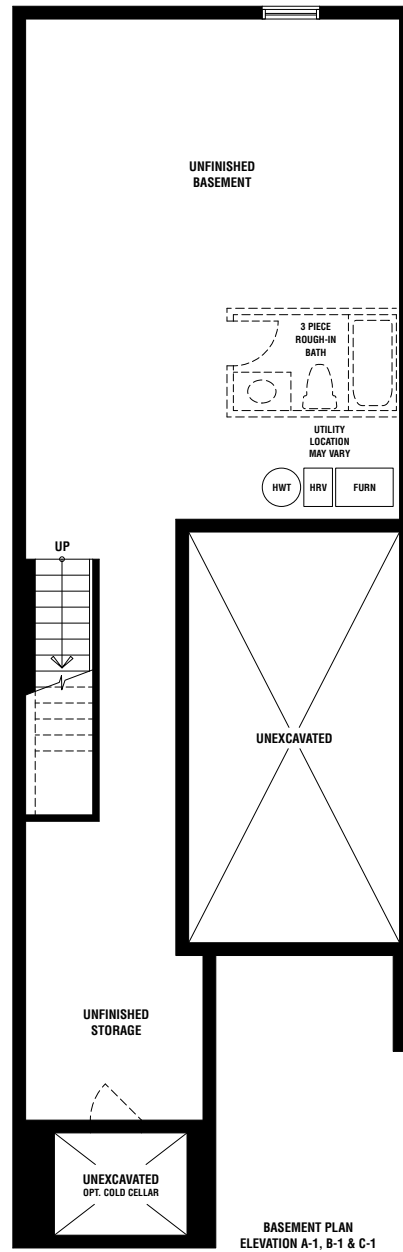 UNFINISHED
BASEMENT
3 PIECE
ROUGH-IN
BATH
UTILITY
LOCATION
MAY VARY
HWT
HRV
FURN
UP
UNEXCAVATED
UNFINISHED
STORAGE
UNEXCAVATED
OPT. COLD CELLAR
BASEMENT PLAN
ELEVATION A-1, B-1 & C-1